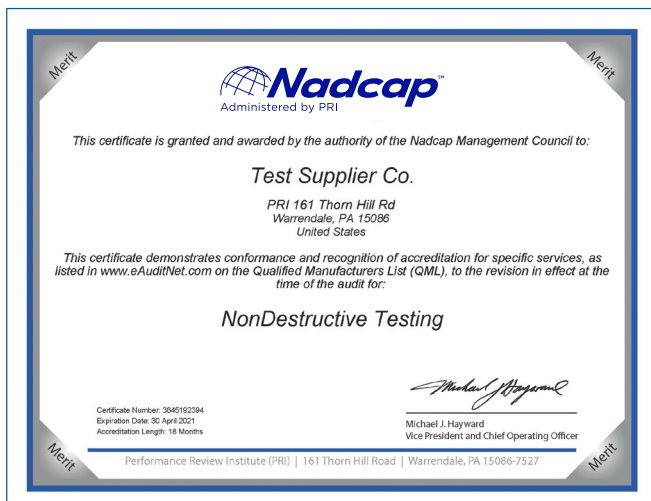 Merit
Merit
Nadcap℠
Administered by PRI
This certificate is granted and awarded by the authority of the Nadcap Management Council to:
Test Supplier Co.
PRI 161 Thorn Hill Rd
Warrendale, PA 15086
United States
This certificate demonstrates conformance and recognition of accreditation for specific services, as
listed in www.eAuditNet.com on the Qualified Manufacturers List (QML), to the revision in effect at the
time of the audit for:
NonDestructive Testing
Michael J Hayward
Certificate Number: 3845192394
Expiration Date: 30 April 2021
Accreditation Length: 18 Months
Michael J. Hayward
Vice President and Chief Operating Officer
Merit
Performance Review Institute (PRI) | 161 Thorn Hill Road | Warrendale, PA 15086-7527
Merit